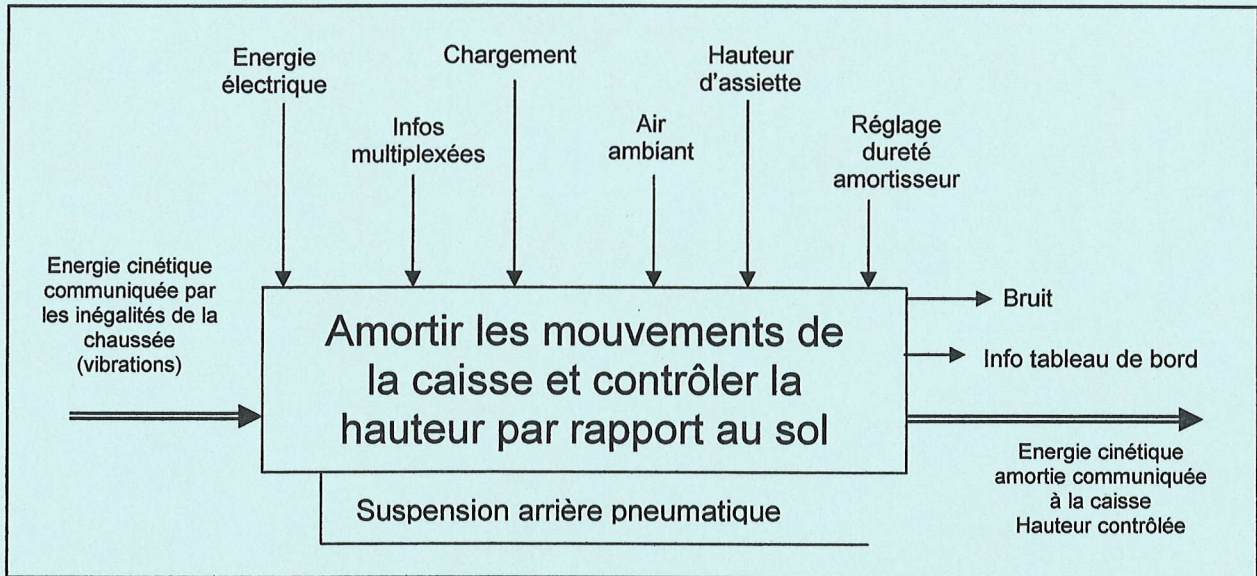 Energie
électrique
Chargement
Hauteur
d'assiette
Infos
multiplexées
Air
ambiant
Réglage
dureté
amortisseur
Energie cinétique
communiquée par
les inégalités de la
chaussée
(vibrations)
Amortir les mouvements de
la caisse et contrôler la
hauteur par rapport au sol
Bruit
Info tableau de bord
Energie cinétique
amortie communiquée
à la caisse
Hauteur contrôlée
Suspension arrière pneumatique